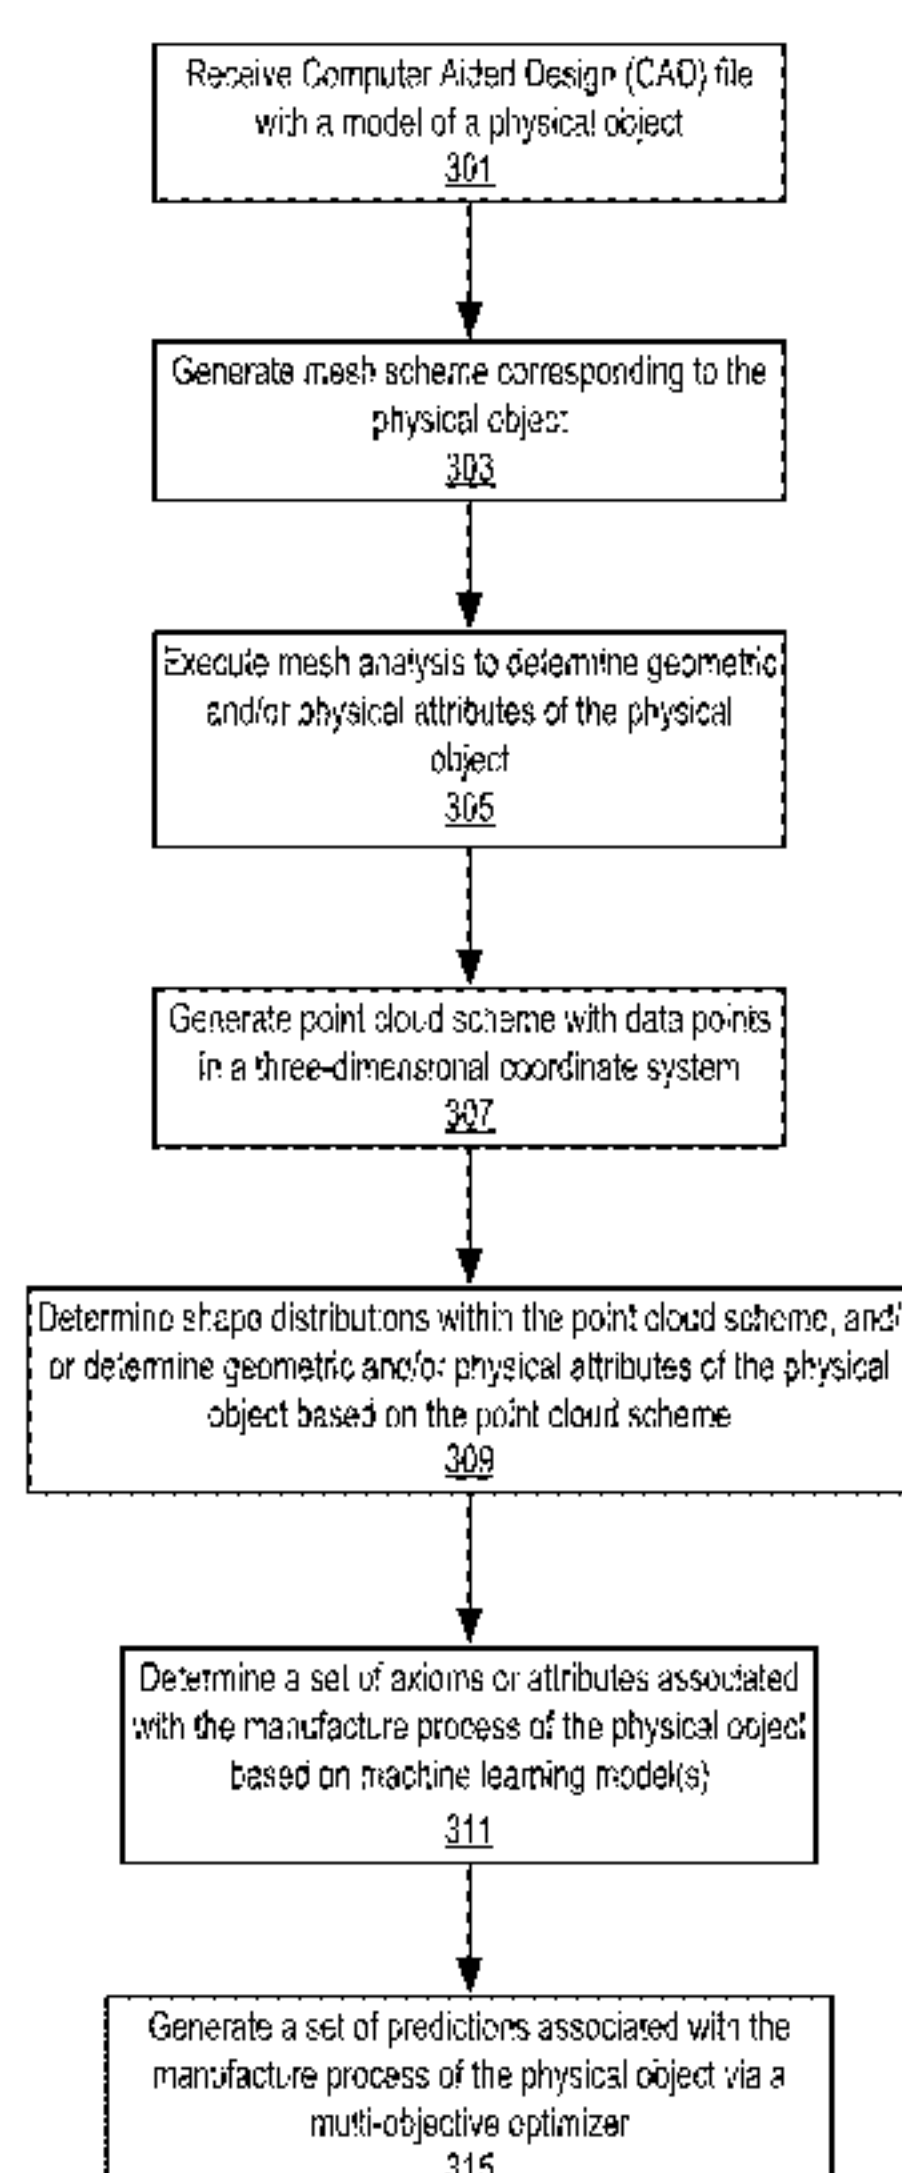 Receive Computer Aided Design (CAD) file
with a model of a physical object
301
Generate mesh scheme corresponding to the
physical object
303
Execute mesh analysis to determine geometric
and/or physical attributes of the physical
object
305
Generate point cloud scheme with data points
in a three-dimensional coordinate system
307
Determine shape distributions within the point cloud scheme, and/
or determine geometric and/or physical attributes of the physical
object based on the point cloud scheme
309
Determine a set of axioms or attributes associated
with the manufacture process of the physical object
based on machine learning model(s)
311
Generate a set of predictions associated with the
manufacture process of the physical object via a
multi-objective optimizer
315